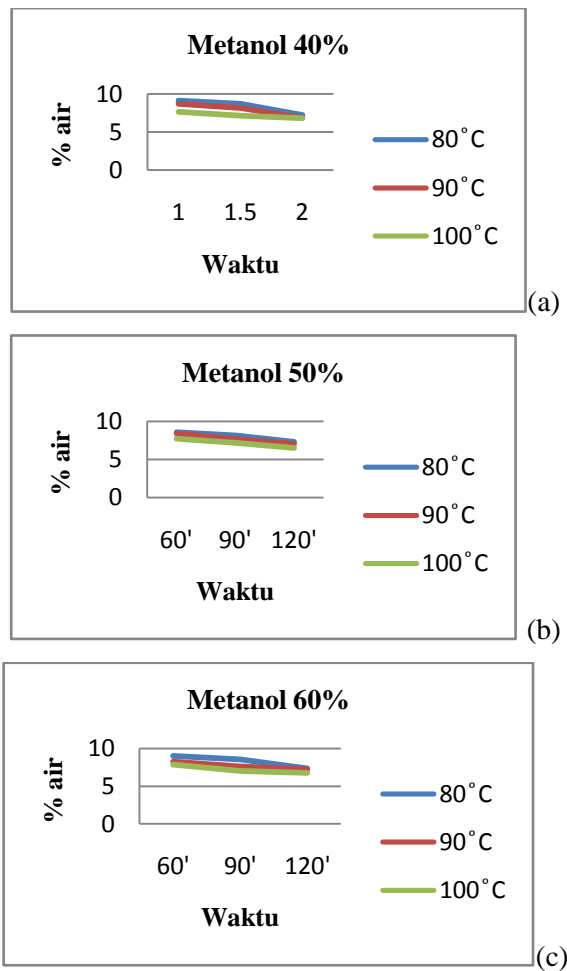 Metanol 40%
% air
10
5
0
1 1.5 2
Waktu
80°C
90°C
100°C
(a)
Metanol 50%
% air
10
5
0
60' 90' 120'
Waktu
80°C
90°C
100°C
(b)
Metanol 60%
% air
10
5
0
60' 90' 120'
Waktu
80°C
90°C
100°C
(c)